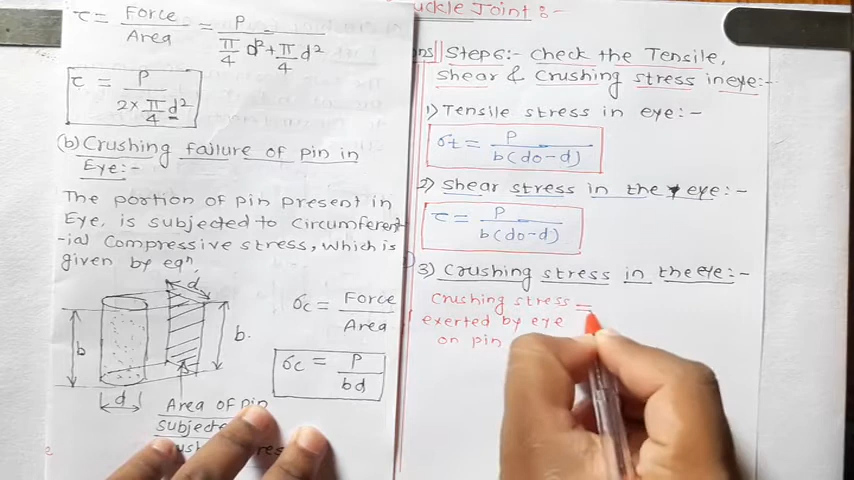 τ = Force / Area = P / (π/4 d² + π/4 d²)
τ = P / (2 × π/4 d²)
(b) Crushing failure of pin in
Eye:-
The portion of pin present in
Eye, is subjected to circumferent-
-ial compressive stress, which is
given by eqⁿ,
d
b
b
d
σc = Force / Area
σc = P / bd
Area of pin
subjected
uckle Joint:-
ons
Step 6:- Check the Tensile,
Shear & Crushing stress in eye:-
1) Tensile stress in eye:-
σt = P / b(do-d)
2) Shear stress in the eye:-
τ = P / b(do-d)
3) Crushing stress in the eye:-
Crushing stress =
exerted by eye
on pin